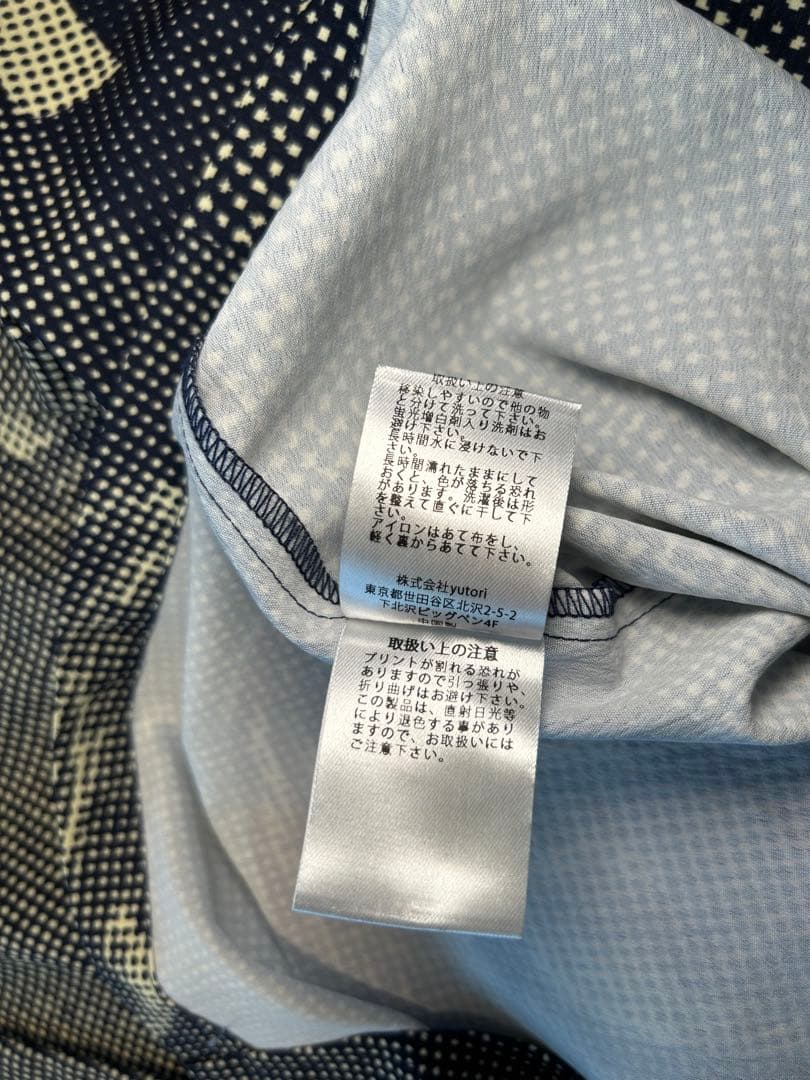 取扱い上の注意
移染しやすいので他の物
と分けて洗って下さい。
蛍光増白剤入り洗剤はお
避け下さい。
長時間水に浸けないで下
さい。
長時間濡れたままにして
おくと、色が落ちる恐れ
があります。洗濯後は形
を整えて直ぐに干して下
さい。
アイロンはあて布をし、
軽く裏からあてて下さい。
株式会社yutori
東京都世田谷区北沢2-5-2
下北沢ビッグベン4F
中国製
取扱い上の注意
プリントが割れる恐れが
ありますので引っ張りや、
折り曲げはお避け下さい。
この製品は、直射日光等
により退色する事があり
ますので、お取扱いには
ご注意下さい。